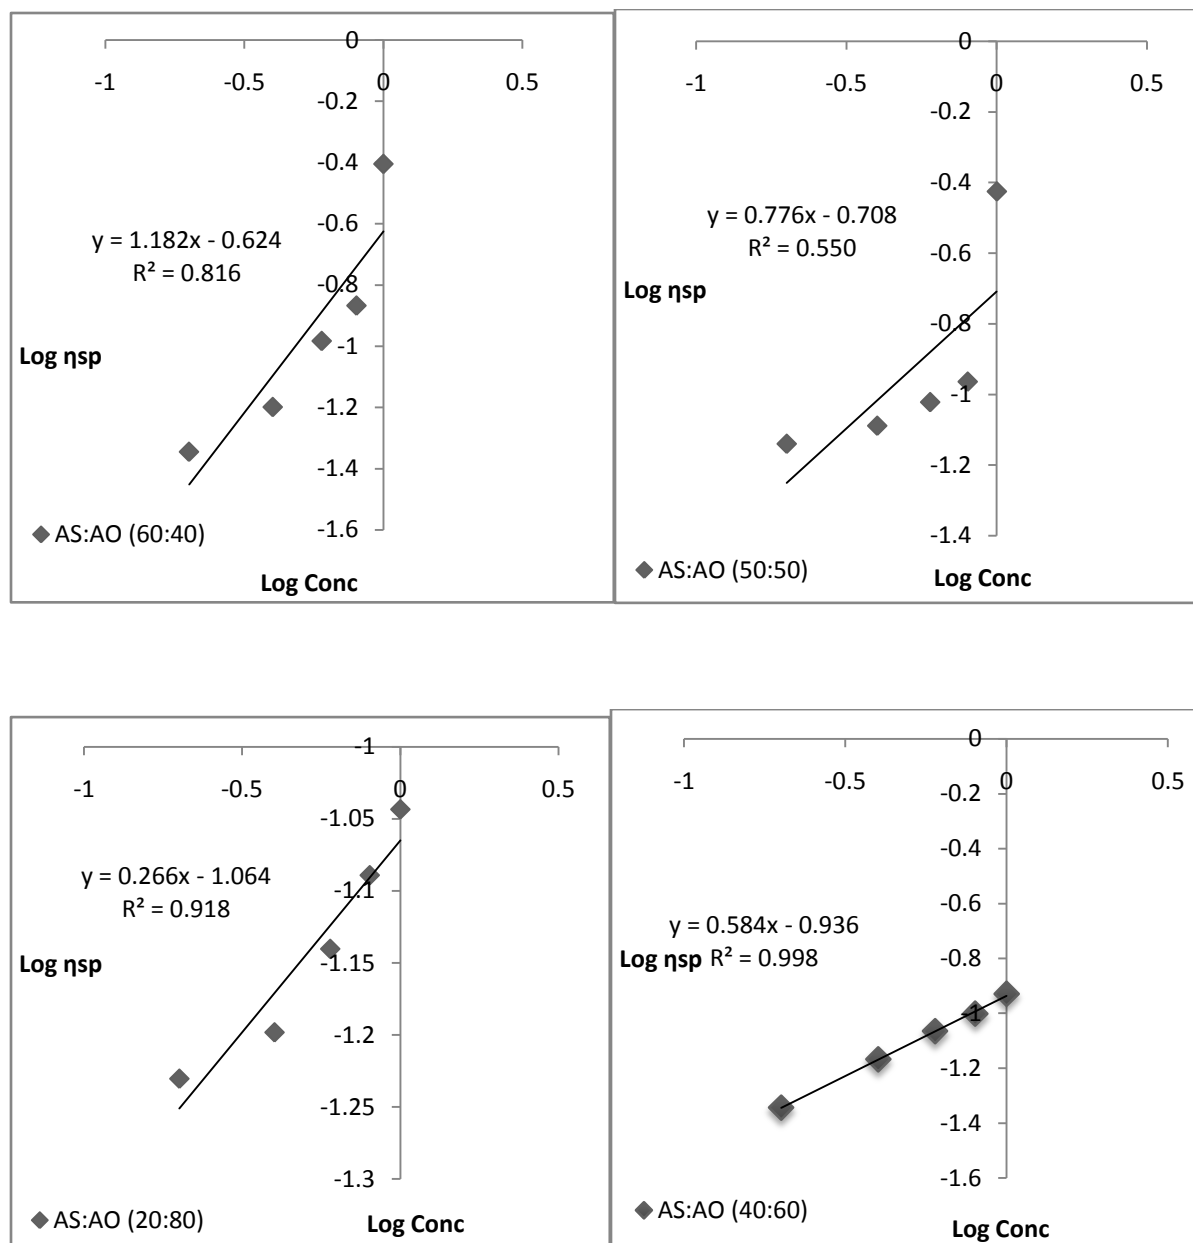 0
-1
-0.5
0
0.5
-0.2
-0.4
-0.6
-0.8
-1
-1.2
-1.4
-1.6
y = 1.182x - 0.624
R² = 0.816
Log ηsp
AS:AO (60:40)
Log Conc
0
-1
-0.5
0
0.5
-0.2
-0.4
-0.6
-0.8
-1
-1.2
-1.4
y = 0.776x - 0.708
R² = 0.550
Log ηsp
AS:AO (50:50)
Log Conc
-1
-1
-0.5
0
0.5
-1.05
-1.1
-1.15
-1.2
-1.25
-1.3
y = 0.266x - 1.064
R² = 0.918
Log ηsp
AS:AO (20:80)
Log Conc
0
-1
-0.5
0
0.5
-0.2
-0.4
-0.6
-0.8
-1
-1.2
-1.4
-1.6
y = 0.584x - 0.936
Log ηsp R² = 0.998
AS:AO (40:60)
Log Conc